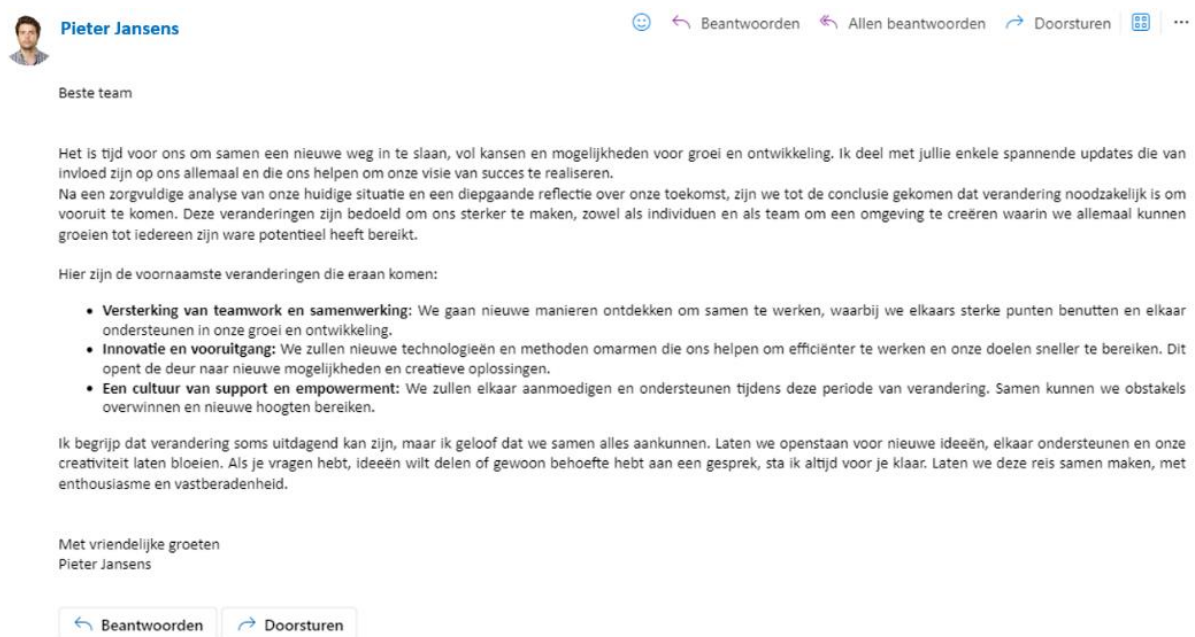 Pieter Jansens
Beantwoorden
Allen beantwoorden
Doorsturen
Beste team
Het is tijd voor ons om samen een nieuwe weg in te slaan, vol kansen en mogelijkheden voor groei en ontwikkeling. Ik deel met jullie enkele spannende updates die van
invloed zijn op ons allemaal en die ons helpen om onze visie van succes te realiseren.
Na een zorgvuldige analyse van onze huidige situatie en een diepgaande reflectie over onze toekomst, zijn we tot de conclusie gekomen dat verandering noodzakelijk is om
vooruit te komen. Deze veranderingen zijn bedoeld om ons sterker te maken, zowel als individuen en als team om een omgeving te creëren waarin we allemaal kunnen
groeien tot iedereen zijn ware potentieel heeft bereikt.
Hier zijn de voornaamste veranderingen die eraan komen:
• Versterking van teamwork en samenwerking: We gaan nieuwe manieren ontdekken om samen te werken, waarbij we elkaars sterke punten benutten en elkaar
ondersteunen in onze groei en ontwikkeling.
• Innovatie en vooruitgang: We zullen nieuwe technologieën en methoden omarmen die ons helpen om efficiënter te werken en onze doelen sneller te bereiken. Dit
opent de deur naar nieuwe mogelijkheden en creatieve oplossingen.
• Een cultuur van support en empowerment: We zullen elkaar aanmoedigen en ondersteunen tijdens deze periode van verandering. Samen kunnen we obstakels
overwinnen en nieuwe hoogten bereiken.
Ik begrijp dat verandering soms uitdagend kan zijn, maar ik geloof dat we samen alles aankunnen. Laten we openstaan voor nieuwe ideeën, elkaar ondersteunen en onze
creativiteit laten bloeien. Als je vragen hebt, ideeën wilt delen of gewoon behoefte hebt aan een gesprek, sta ik altijd voor je klaar. Laten we deze reis samen maken, met
enthousiasme en vastberadenheid.
Met vriendelijke groeten
Pieter Jansens
Beantwoorden
Doorsturen